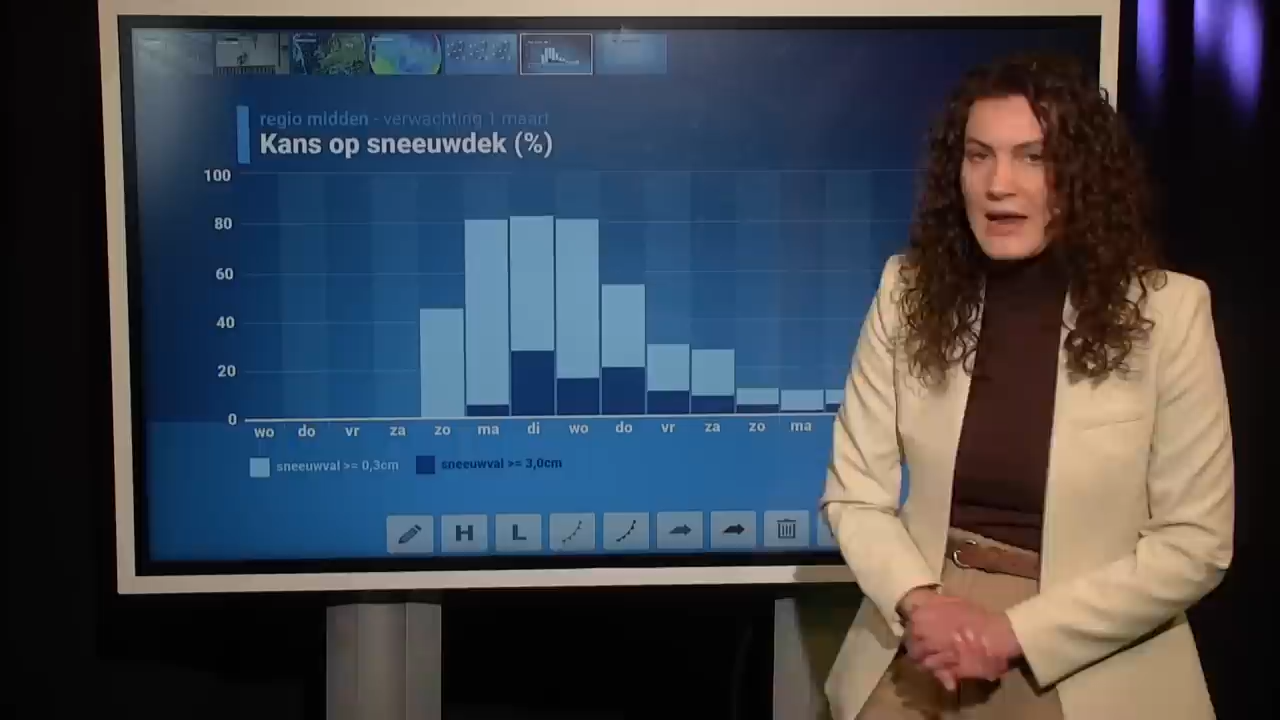 regio midden - verwachting 1 maart
Kans op sneeuwdek (%)
100
80
60
40
20
0
wo do vr za zo ma di wo do vr za zo ma
sneeuwval >= 0,3cm sneeuwval >= 3,0cm
H L